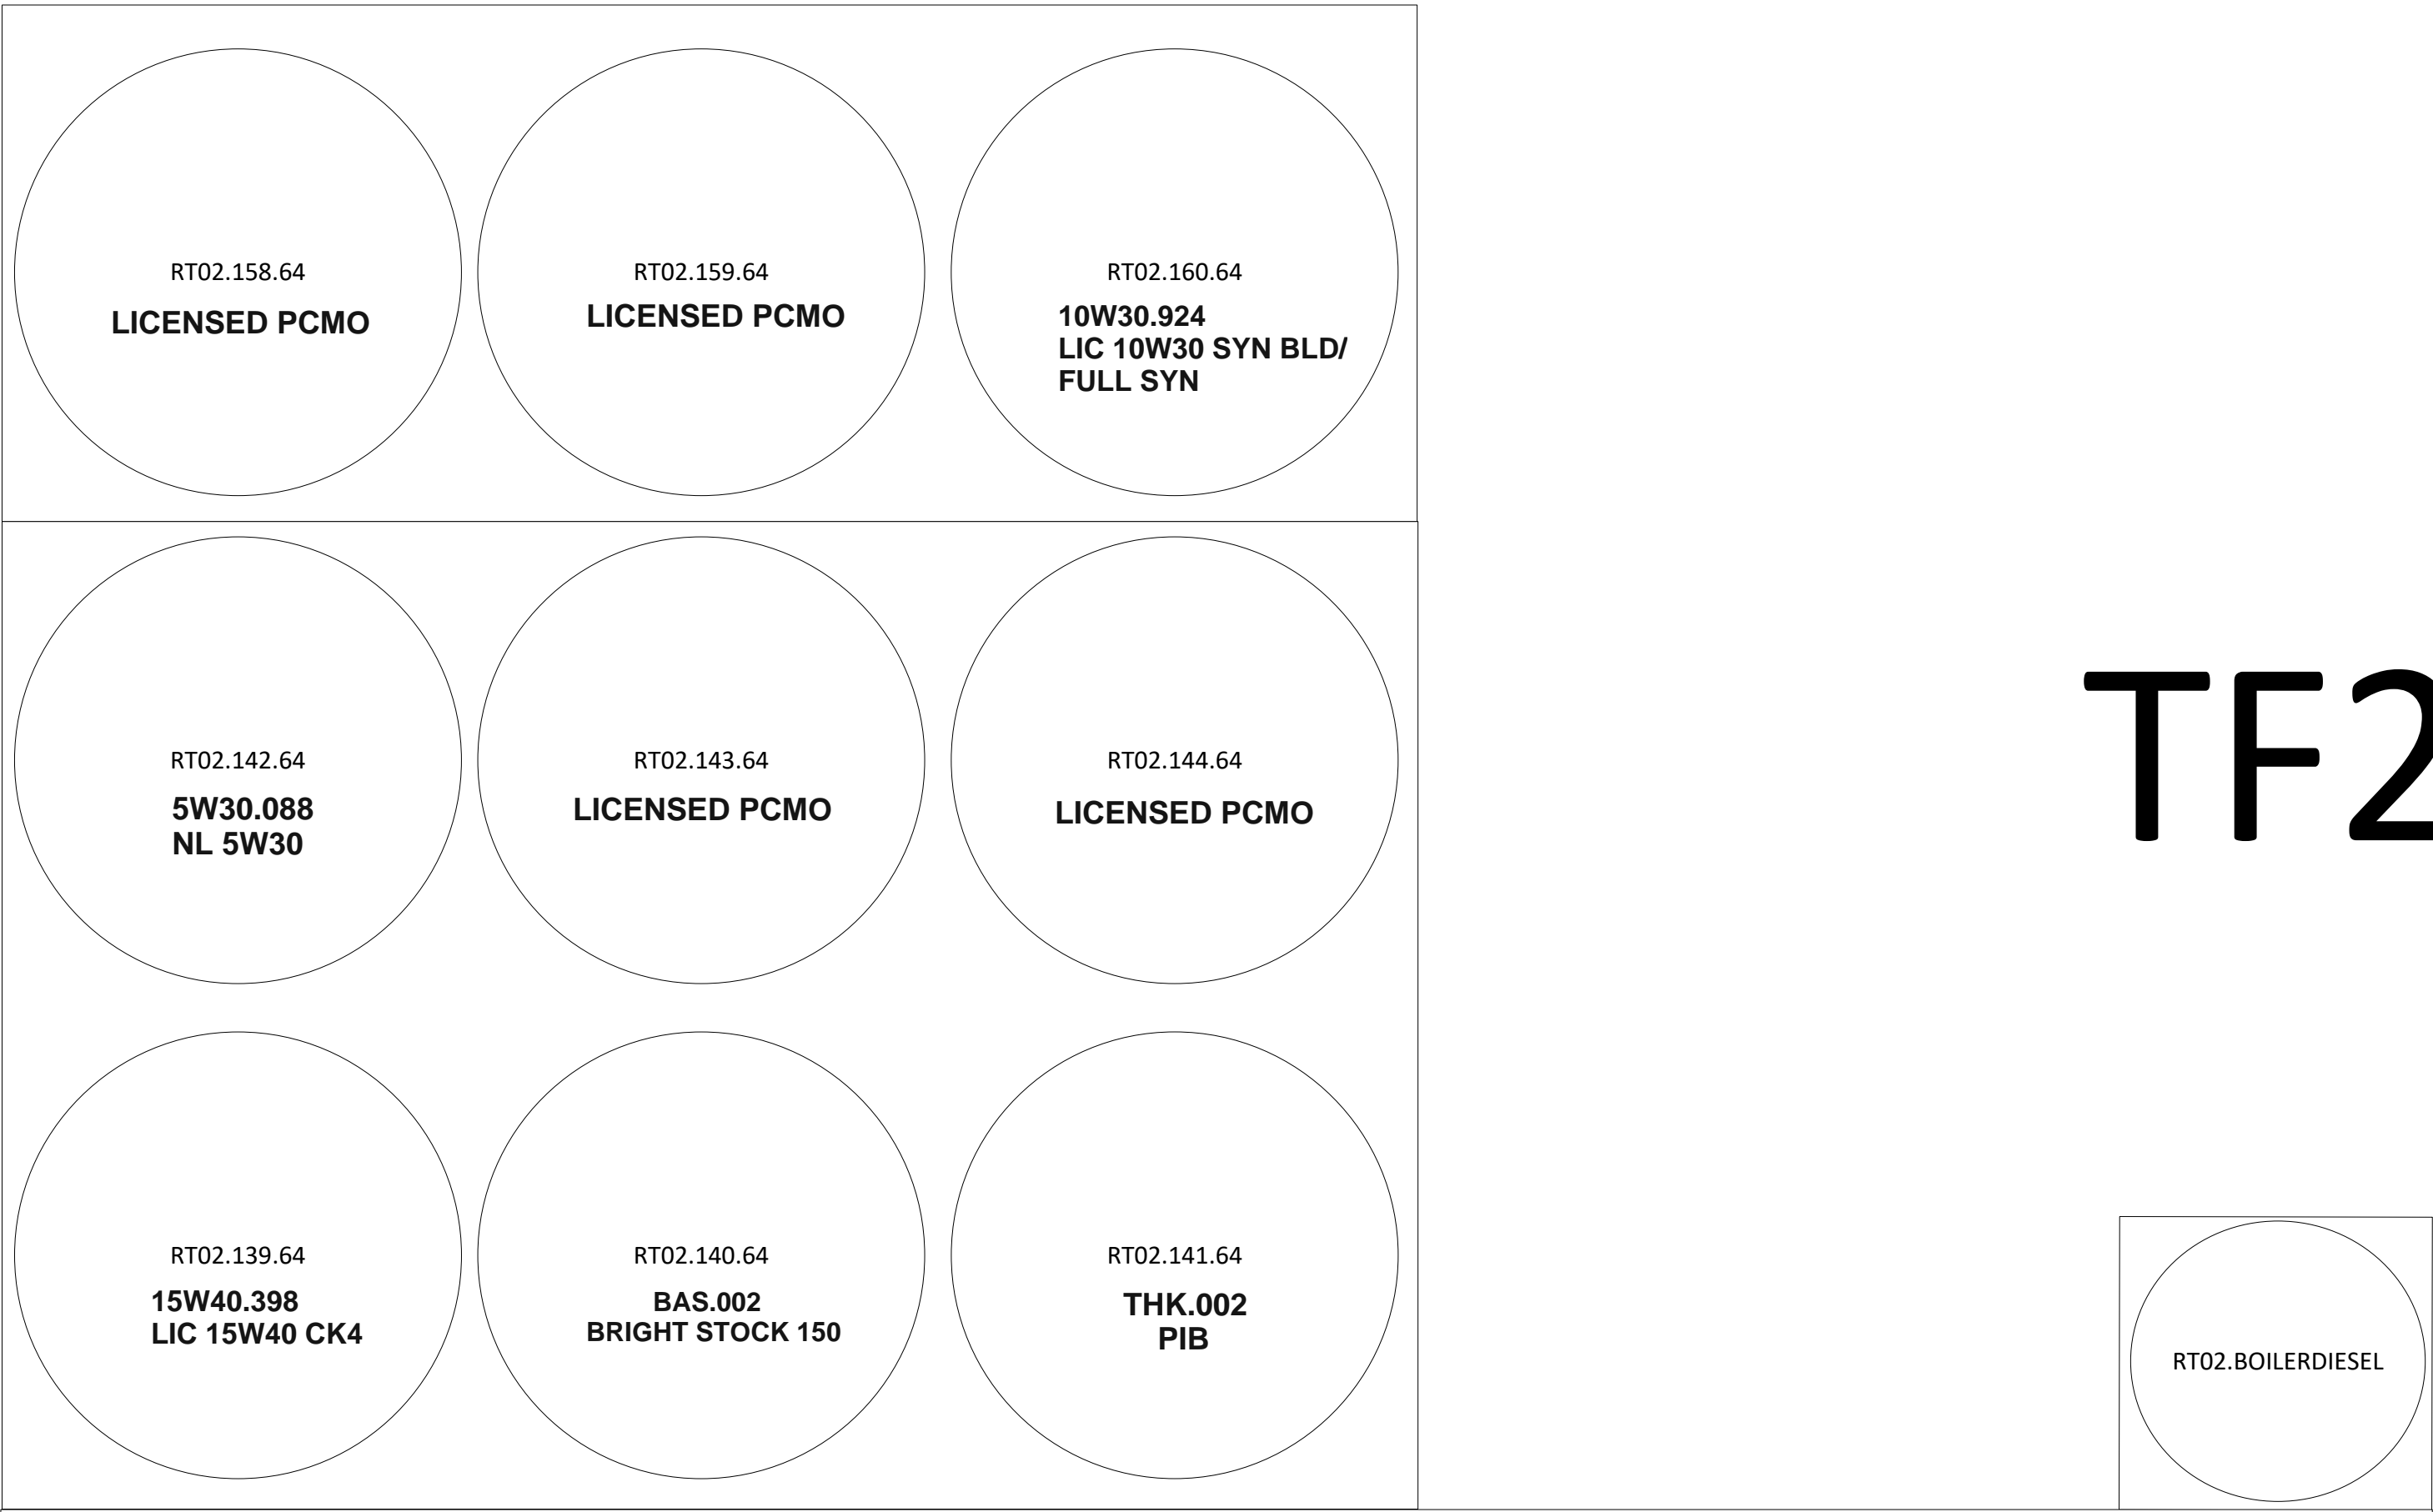 RT02.158.64
LICENSED PCMO
RT02.159.64
LICENSED PCMO
RT02.160.64
10W30.924
LIC 10W30 SYN BLD/
FULL SYN
RT02.142.64
5W30.088
NL 5W30
RT02.143.64
LICENSED PCMO
RT02.144.64
LICENSED PCMO
TF2
RT02.139.64
15W40.398
LIC 15W40 CK4
RT02.140.64
BAS.002
BRIGHT STOCK 150
RT02.141.64
THK.002
PIB
RT02.BOILERDIESEL